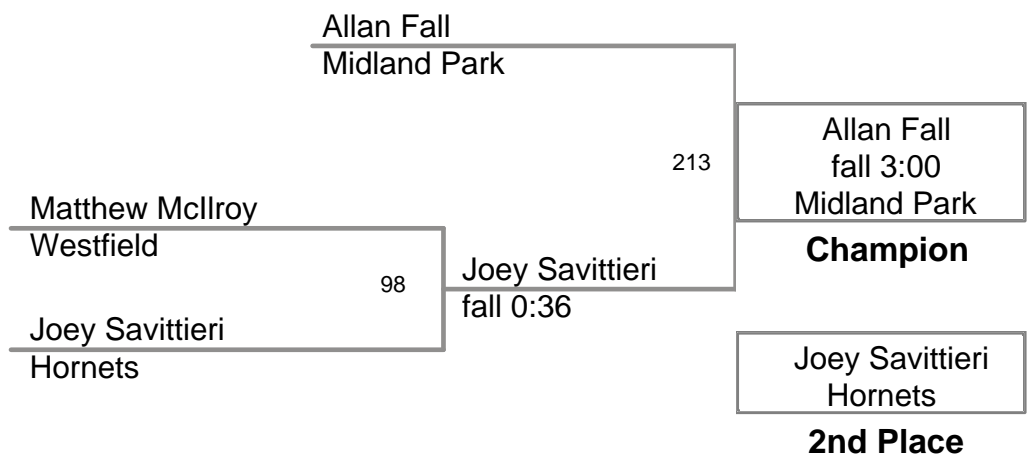 Allan Fall
Midland Park
213
Allan Fall
fall 3:00
Midland Park
Champion
Matthew McIlroy
Westfield
98
Joey Savittieri
fall 0:36
Joey Savittieri
Hornets
Joey Savittieri
Hornets
2nd Place